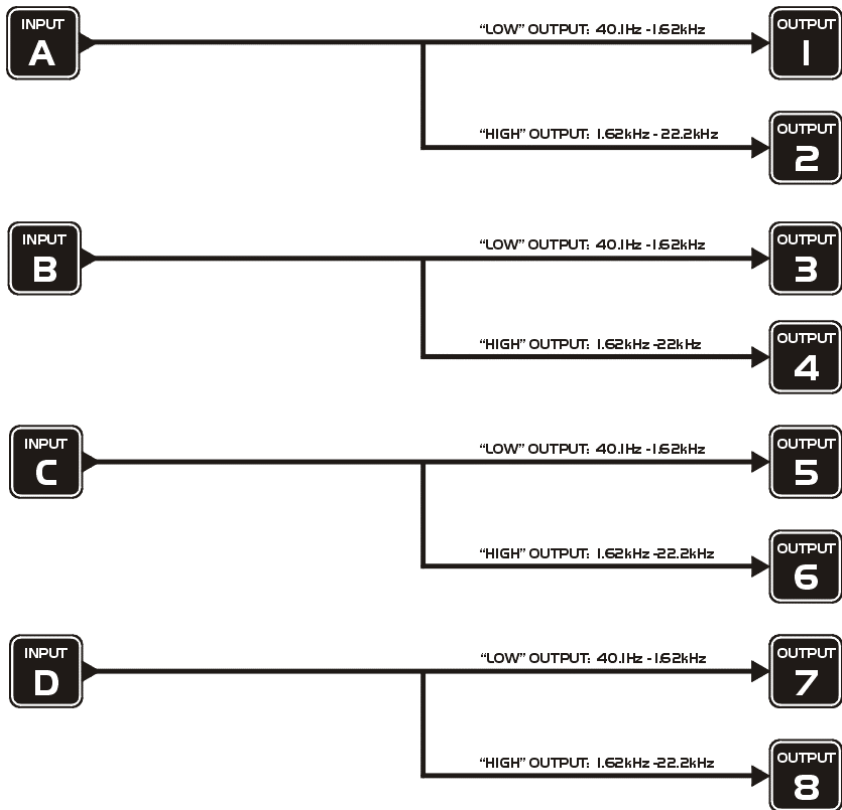 INPUT
A
"LOW" OUTPUT: 40.1Hz -1.62kHz
OUTPUT
1
"HIGH" OUTPUT: 1.62kHz - 22.2kHz
OUTPUT
2
INPUT
B
"LOW" OUTPUT: 40.1Hz -1.62kHz
OUTPUT
3
"HIGH" OUTPUT: 1.62kHz -22kHz
OUTPUT
4
INPUT
C
"LOW" OUTPUT: 40.1Hz -1.62kHz
OUTPUT
5
"HIGH" OUTPUT: 1.62kHz -22.2kHz
OUTPUT
6
INPUT
D
"LOW" OUTPUT: 40.1Hz -1.62kHz
OUTPUT
7
"HIGH" OUTPUT: 1.62kHz -22.2kHz
OUTPUT
8